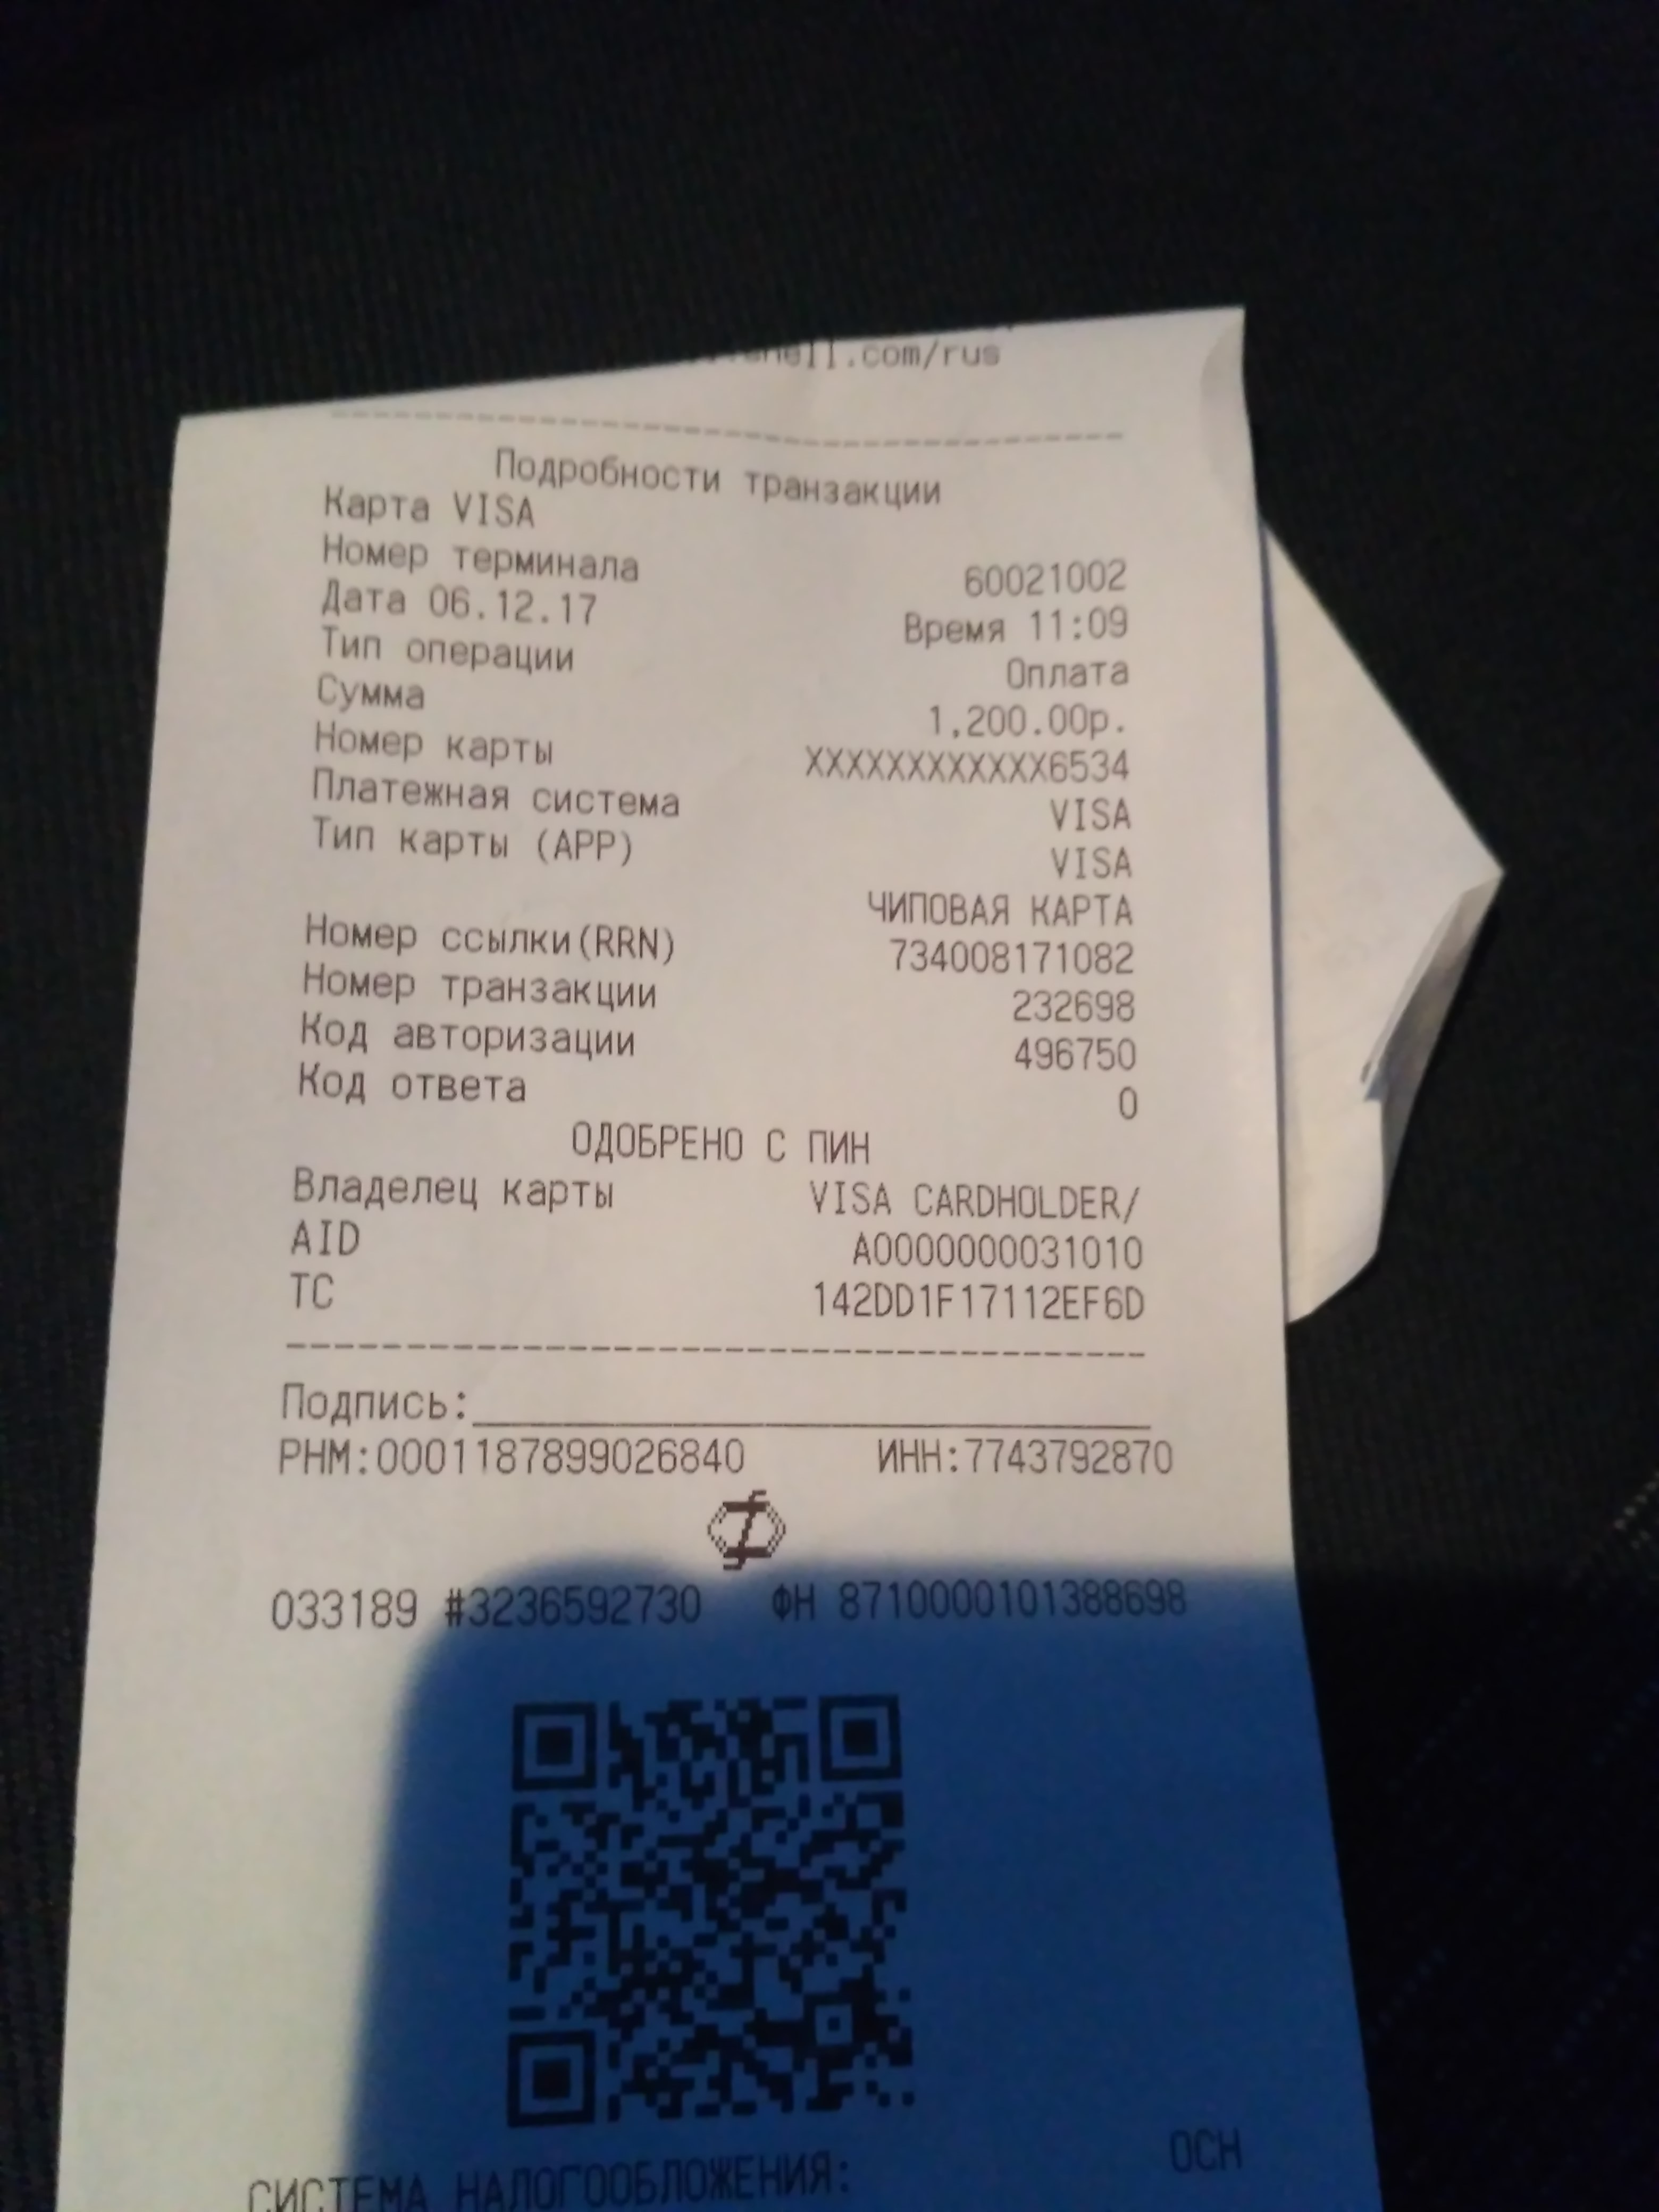 .com/rus
Подробности транзакции
Карта VISA
Номер терминала 60021002
Дата 06.12.17 Время 11:09
Тип операции Оплата
Сумма 1,200.00р.
Номер карты XXXXXXXXXXXX6534
Платежная система VISA
Тип карты (APP) VISA
ЧИПОВАЯ КАРТА
Номер ссылки(RRN) 734008171082
Номер транзакции 232698
Код авторизации 496750
Код ответа 0
ОДОБРЕНО С ПИН
Владелец карты VISA CARDHOLDER/
AID A0000000031010
TC 142DD1F17112EF6D
Подпись:
РНМ:0001187899026840 ИНН:7743792870
033189 #3236592730 ФН 8710000101388698
СИСТЕМА НАЛОГООБЛОЖЕНИЯ: ОСН